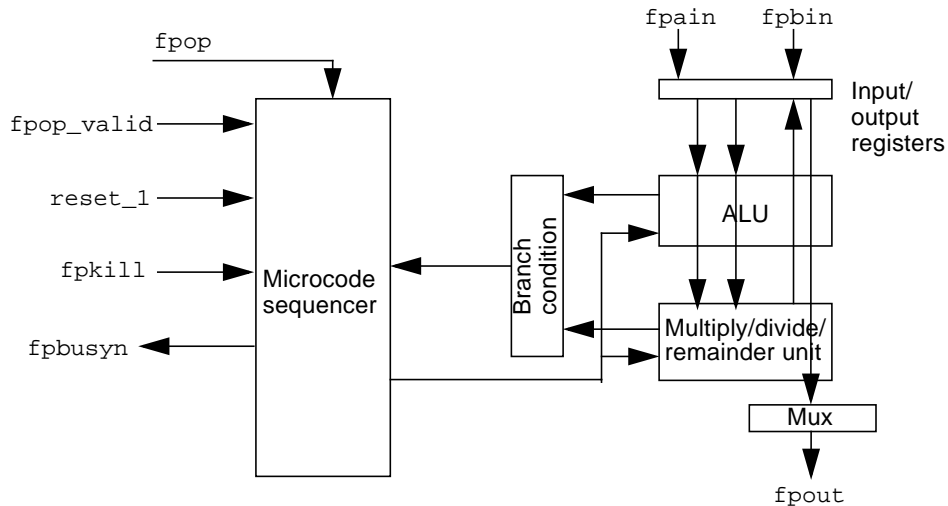 fpain
fpbin
fpop
Input/
output
registers
fpop_valid
reset_1
ALU
fpkill
Microcode
sequencer
Branch
condition
fpbusyn
Multiply/divide/
remainder unit
Mux
fpout